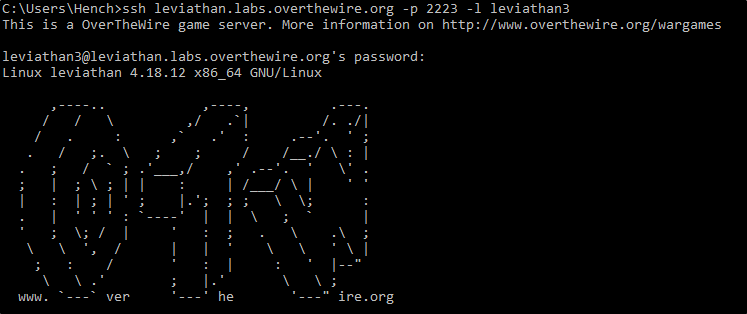 C:\Users\Hench>ssh leviathan.labs.overthewire.org -p 2223 -l leviathan3
This is a OverTheWire game server. More information on http://www.overthewire.org/wargames
leviathan3@leviathan.labs.overthewire.org's password:
Linux leviathan 4.18.12 x86_64 GNU/Linux
www. ver he ire.org